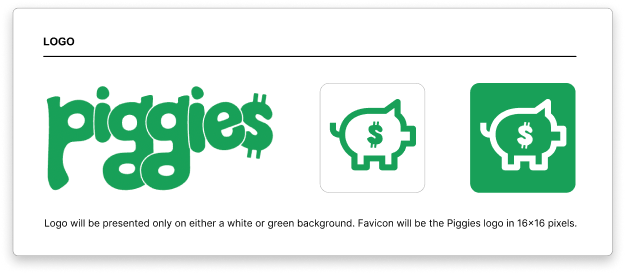 LOGO
piggie$
$
$
Logo will be presented only on either a white or green background. Favicon will be the Piggies logo in 16×16 pixels.